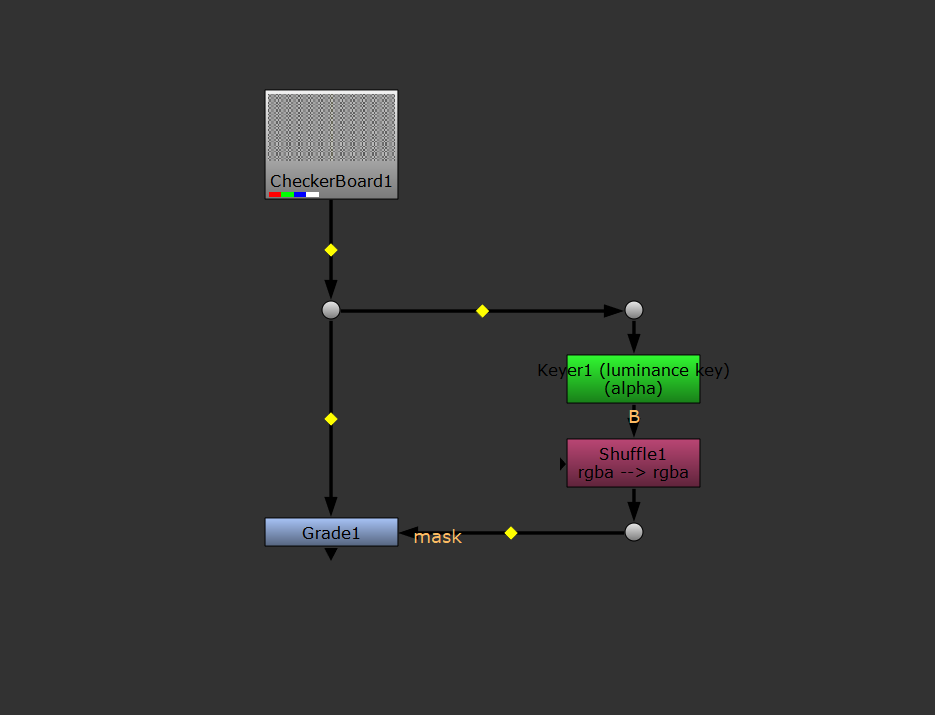 CheckerBoard1
Keyer1 (luminance key)
(alpha)
B
Shuffle1
rgba --> rgba
Grade1
mask